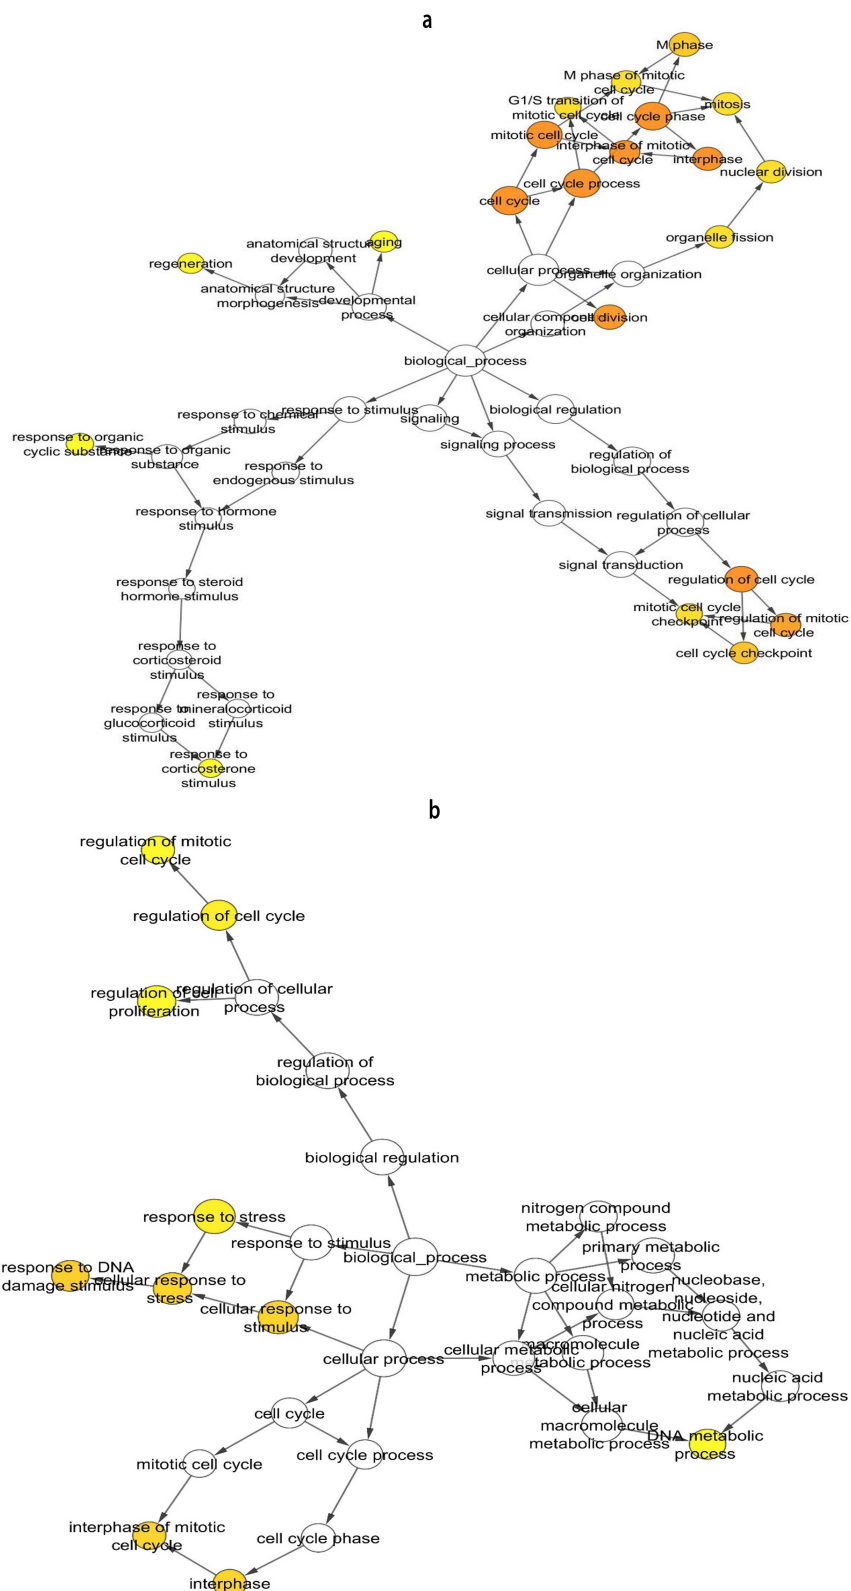 a
M phase
M phase of mitotic
cell cycle
G1/S transition of
mitotic cell cycle
mitosis
cell cycle phase
mitotic cell cycle
interphase of mitotic
cell cycle
interphase
nuclear division
cell cycle process
cell cycle
organelle fission
anatomical structure
development
aging
regeneration
cellular process
organelle organization
anatomical structure
morphogenesis
developmental
process
cellular component
organization
cell division
biological_process
response to stimulus
biological regulation
response to chemical
stimulus
signaling
signaling process
response to organic
cyclic substance
response to organic
substance
regulation of
biological process
response to
endogenous stimulus
response to hormone
stimulus
signal transmission
regulation of cellular
process
signal transduction
regulation of cell cycle
response to steroid
hormone stimulus
mitotic cell cycle
checkpoint
regulation of mitotic
cell cycle
cell cycle checkpoint
response to
corticosteroid
stimulus
response to
mineralocorticoid
stimulus
response to
glucocorticoid
stimulus
response to
corticosterone
stimulus
b
regulation of mitotic
cell cycle
regulation of cell cycle
regulation of cell
proliferation
regulation of cellular
process
regulation of
biological process
biological regulation
response to stress
response to stimulus
biological_process
nitrogen compound
metabolic process
primary metabolic
process
metabolic process
response to DNA
damage stimulus
cellular response to
stress
cellular response to
stimulus
cellular nitrogen
compound metabolic
process
nucleobase,
nucleoside,
nucleotide and
nucleic acid
metabolic process
cellular process
cellular metabolic
process
macromolecule
metabolic process
nucleic acid
metabolic process
cell cycle
cellular
macromolecule
metabolic process
DNA metabolic
process
cell cycle process
mitotic cell cycle
interphase of mitotic
cell cycle
cell cycle phase
interphase